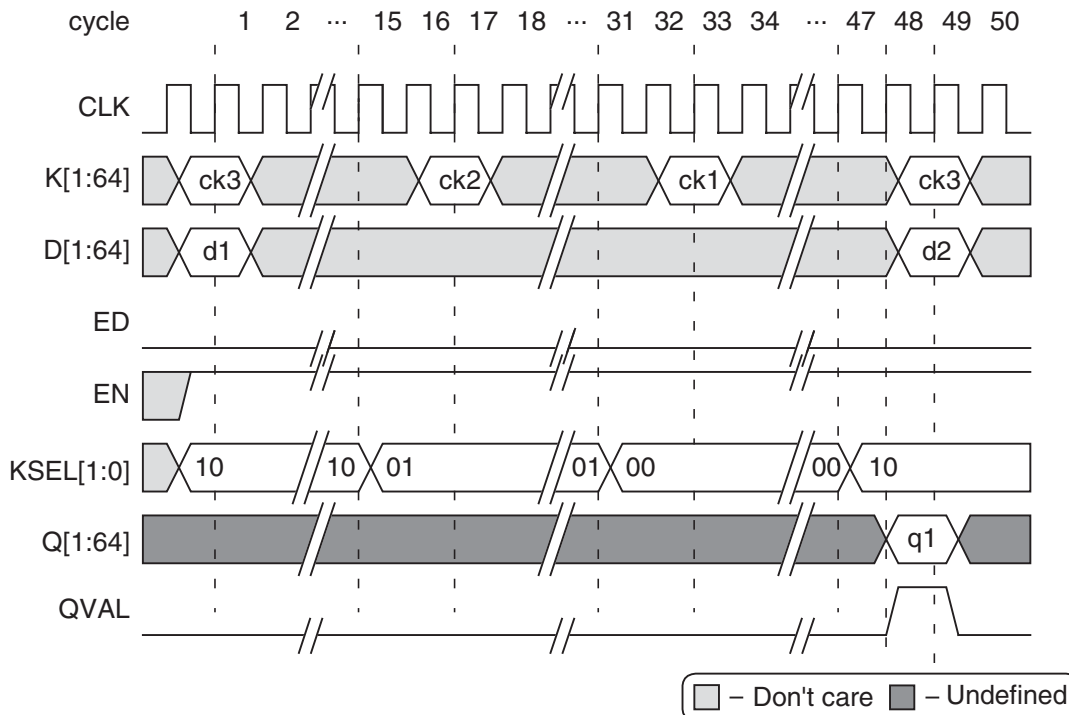 cycle 1 2 ... 15 16 17 18 ... 31 32 33 34 ... 47 48 49 50
CLK
K[1:64] ck3 ck2 ck1 ck3
D[1:64] d1 d2
ED
EN
KSEL[1:0] 10 10 01 01 00 00 10
Q[1:64] q1
QVAL
– Don't care – Undefined